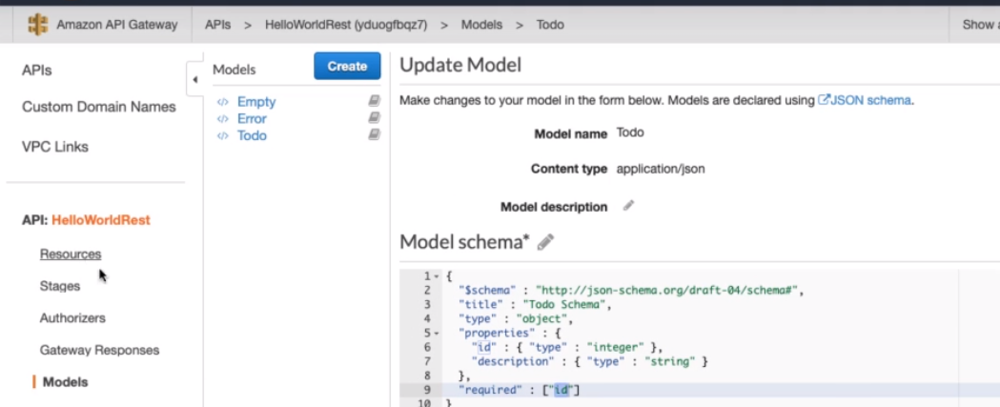 Amazon API Gateway APIs > HelloWorldRest (yduogfbqz7) > Models > Todo Show
APIs
Custom Domain Names
VPC Links
API: HelloWorldRest
Resources
Stages
Authorizers
Gateway Responses
Models
Models Create
Empty
Error
Todo
Update Model
Make changes to your model in the form below. Models are declared using JSON schema.
Model name Todo
Content type application/json
Model description
Model schema*
1 {
2 "$schema" : "http://json-schema.org/draft-04/schema#",
3 "title" : "Todo Schema",
4 "type" : "object",
5 "properties" : {
6 "id" : { "type" : "integer" },
7 "description" : { "type" : "string" }
8 },
9 "required" : ["id"]
10 }